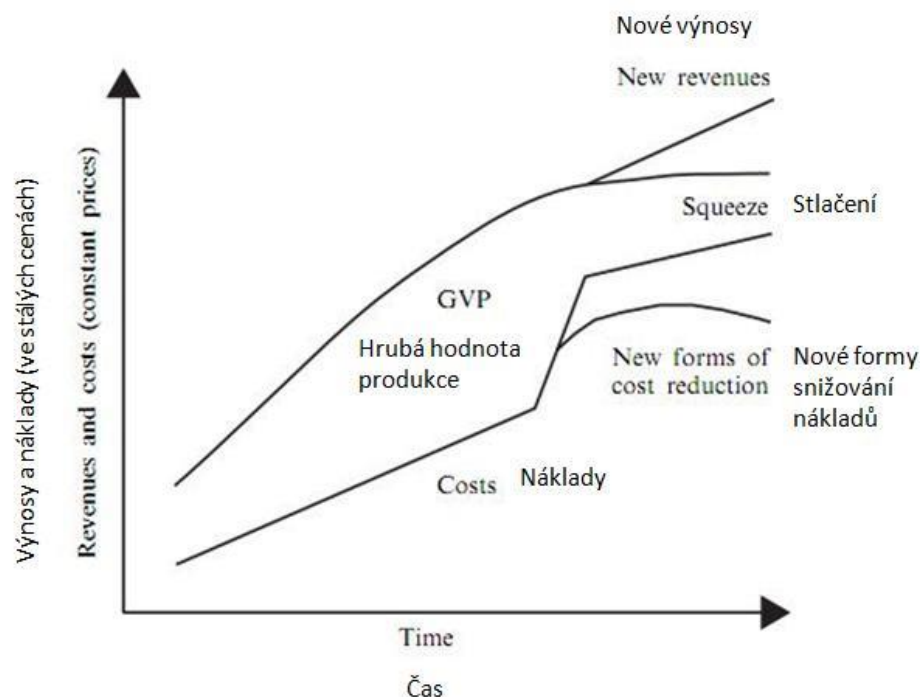 Nové výnosy
New revenues
Squeeze
Stlačení
GVP
Hrubá hodnota
produkce
New forms of
cost reduction
Nové formy
snižování
nákladů
Costs
Náklady
Výnosy a náklady (ve stálých cenách)
Revenues and costs (constant prices)
Time
Čas